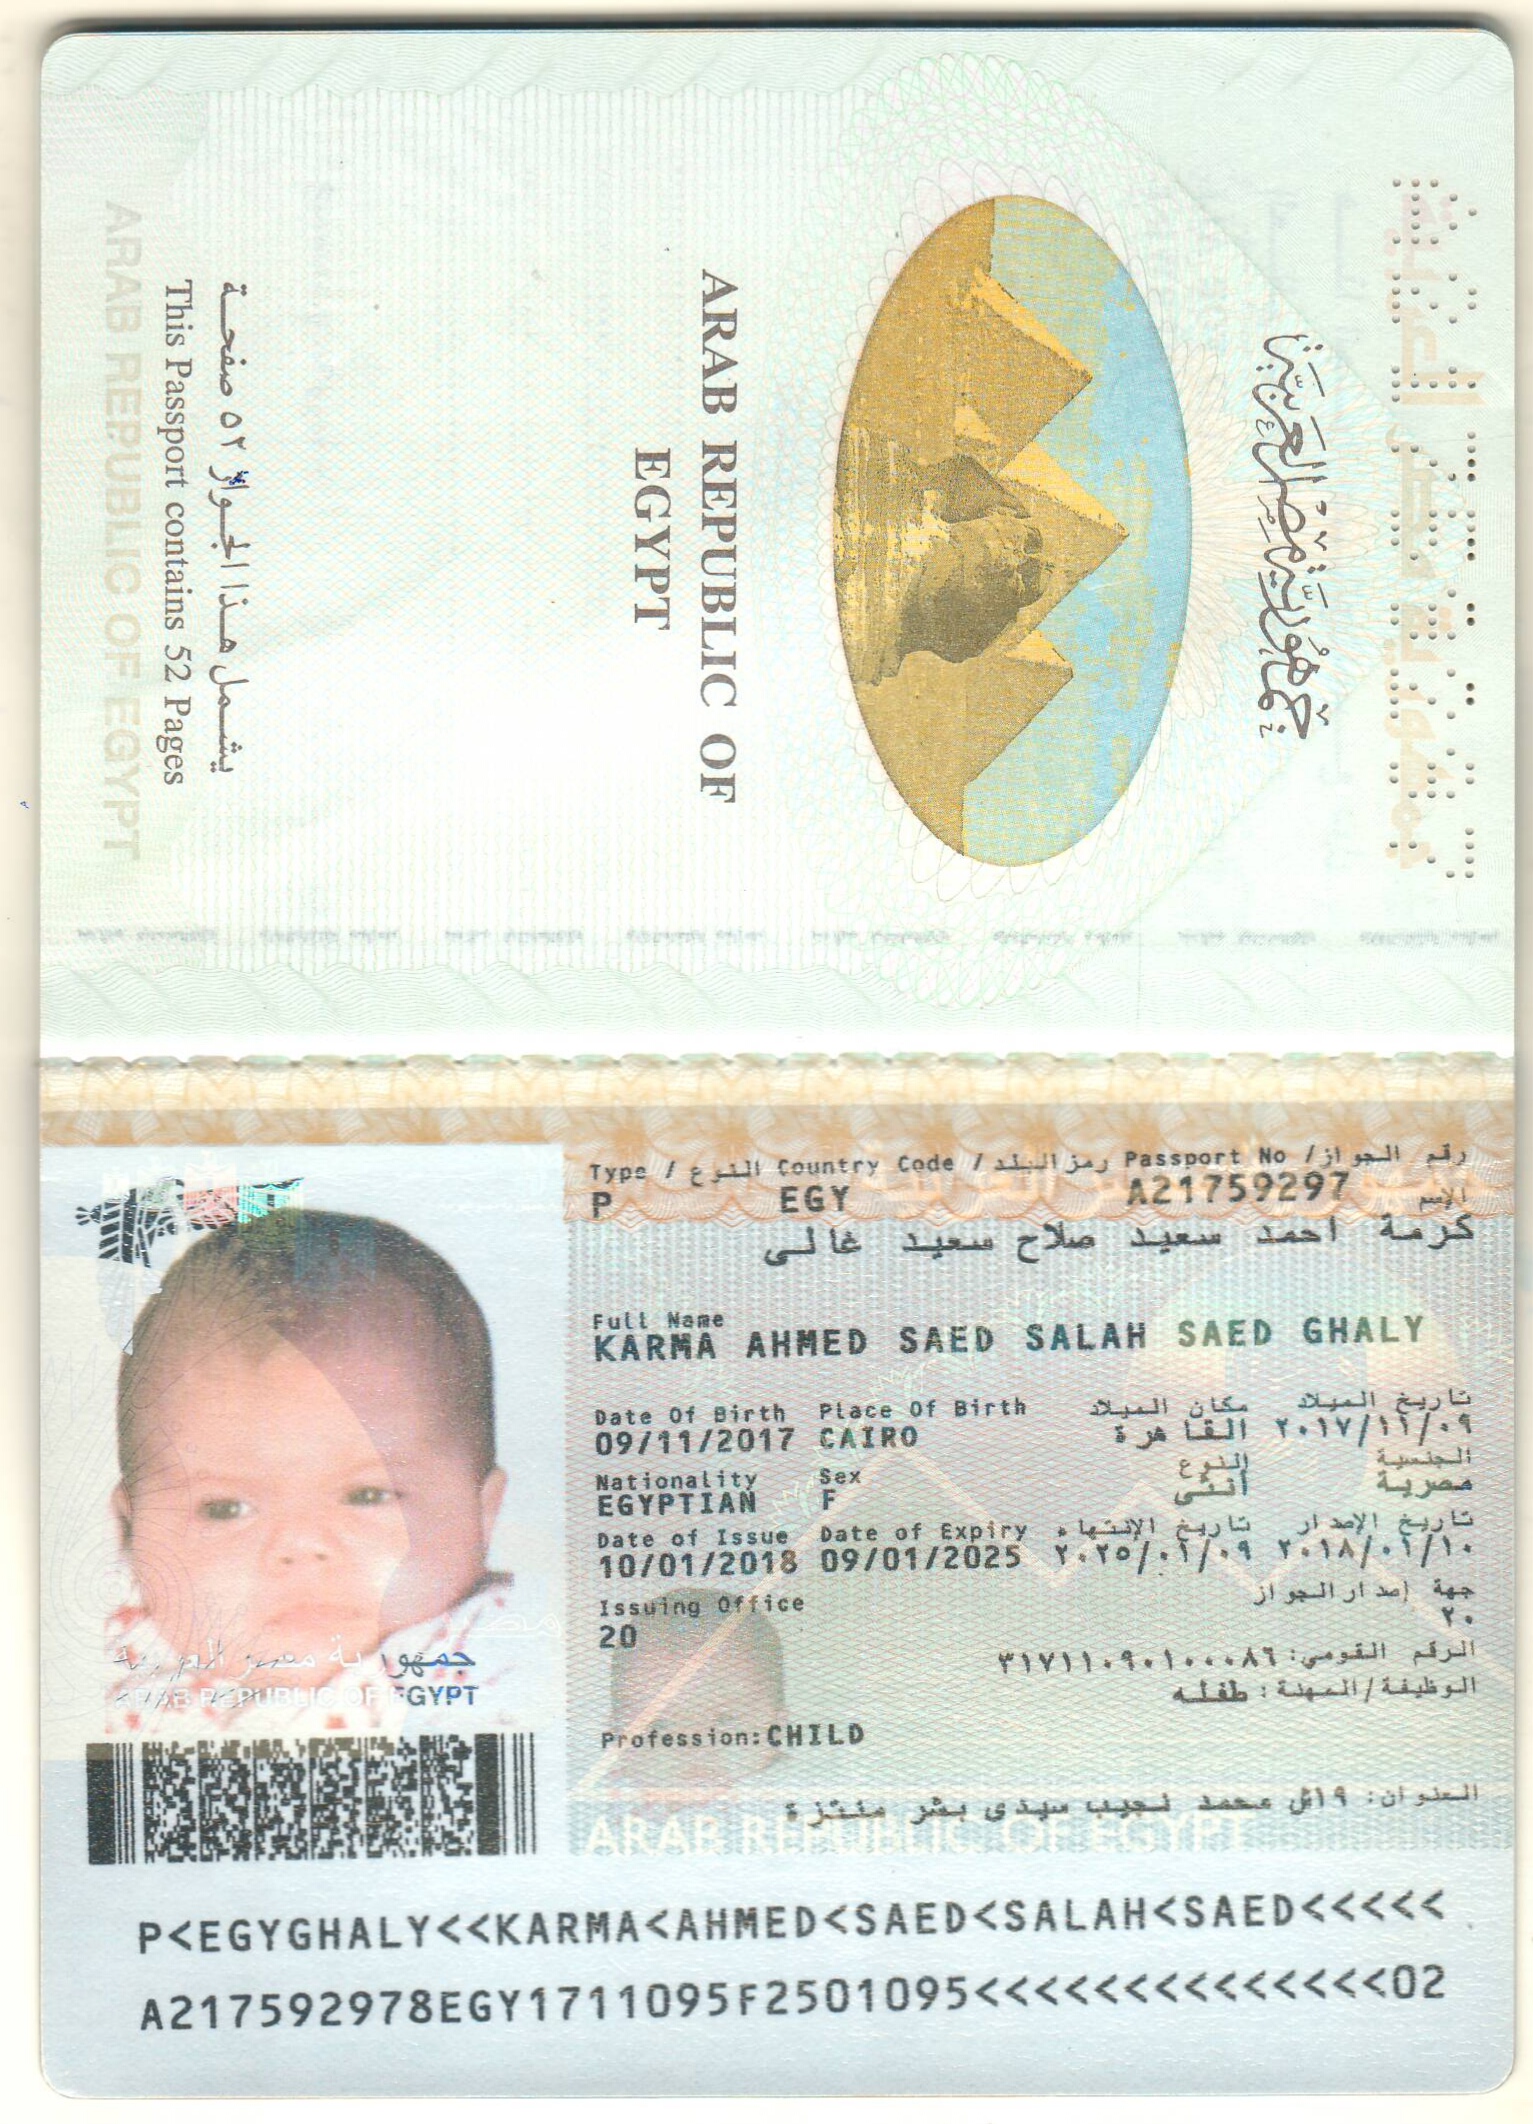 جمهورية مصر العربية
ARAB REPUBLIC OF
EGYPT
يشمل هذا الجواز ٥٢ صفحة
This Passport contains 52 Pages
ARAB REPUBLIC OF EGYPT
Type / النوع Country Code / رمز البلد Passport No / رقم الجواز
P EGY A21759297 الإسم
كرمة احمد سعيد صلاح سعيد غالى
Full Name
KARMA AHMED SAED SALAH SAED GHALY
Date Of Birth Place Of Birth مكان الميلاد تاريخ الميلاد
09/11/2017 CAIRO القاهرة ٢٠١٧/١١/٠٩
Nationality Sex النوع الجنسية
EGYPTIAN F أنثى مصرية
Date of Issue Date of Expiry تاريخ الإنتهاء تاريخ الإصدار
10/01/2018 09/01/2025 ٢٠٢٥/٠١/٠٩ ٢٠١٨/٠١/١٠
Issuing Office جهة إصدار الجواز
20 ٢٠
الرقم القومى: ٣١٧١١٠٩٠١٠٠٠٨٦
الوظيفة/المهنة: طفله
Profession:CHILD
العنوان: ١٩ش محمد نجيب سيدى بشر منتزة
جمهورية مصر العربية
ARAB REPUBLIC OF EGYPT
ARAB REPUBLIC OF EGYPT
P<EGYGHALY<<KARMA<AHMED<SAED<SALAH<SAED<<<<<
A217592978EGY1711095F2501095<<<<<<<<<<<<<<02